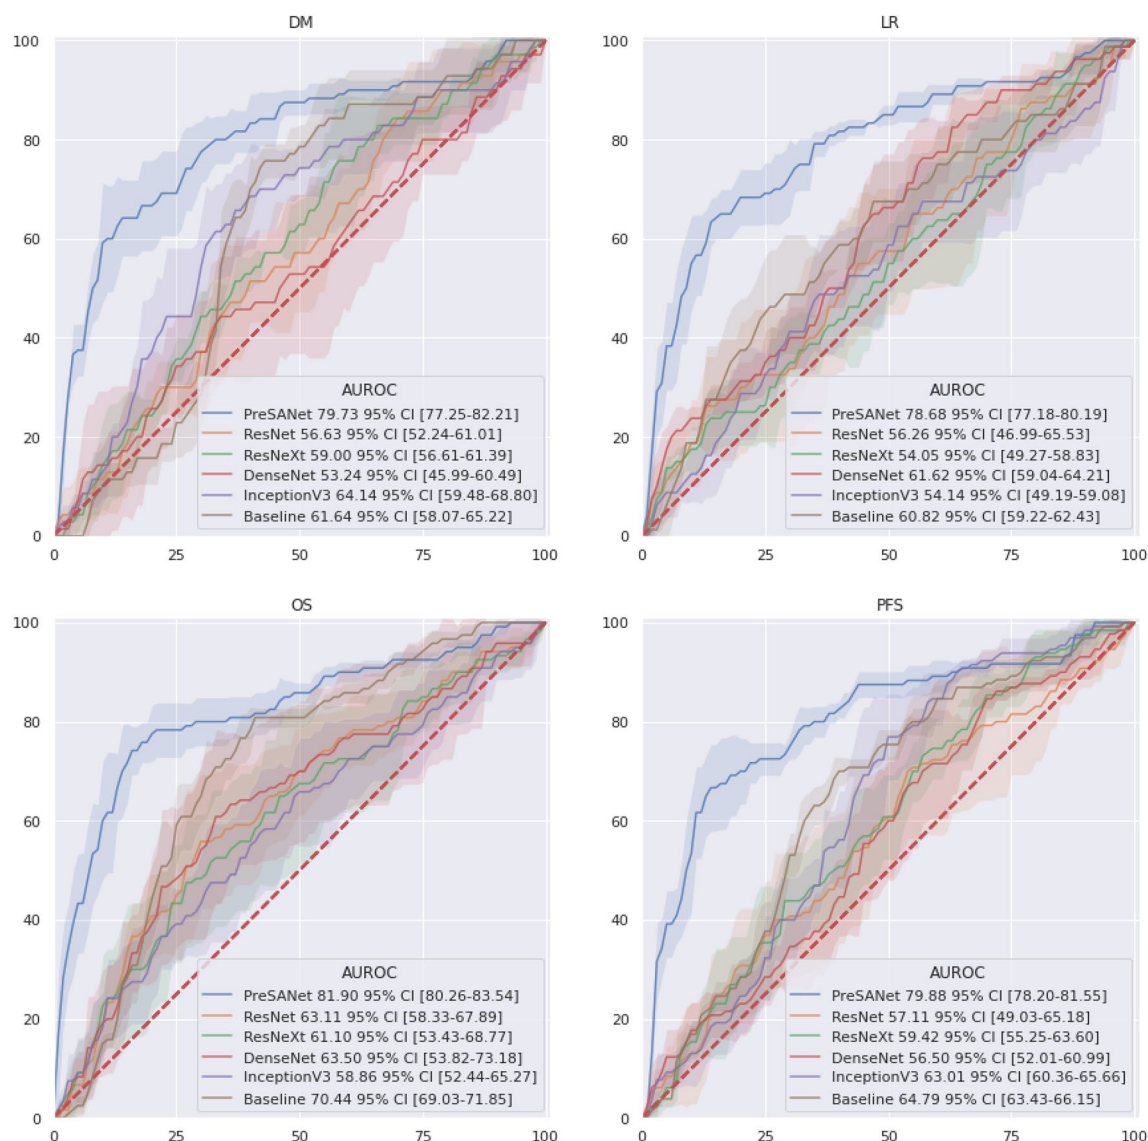 DM
100
80
60
40
20
0
0 25 50 75 100
AUROC
PreSANet 79.73 95% CI [77.25-82.21]
ResNet 56.63 95% CI [52.24-61.01]
ResNeXt 59.00 95% CI [56.61-61.39]
DenseNet 53.24 95% CI [45.99-60.49]
InceptionV3 64.14 95% CI [59.48-68.80]
Baseline 61.64 95% CI [58.07-65.22]
LR
100
80
60
40
20
0
0 25 50 75 100
AUROC
PreSANet 78.68 95% CI [77.18-80.19]
ResNet 56.26 95% CI [46.99-65.53]
ResNeXt 54.05 95% CI [49.27-58.83]
DenseNet 61.62 95% CI [59.04-64.21]
InceptionV3 54.14 95% CI [49.19-59.08]
Baseline 60.82 95% CI [59.22-62.43]
OS
100
80
60
40
20
0
0 25 50 75 100
AUROC
PreSANet 81.90 95% CI [80.26-83.54]
ResNet 63.11 95% CI [58.33-67.89]
ResNeXt 61.10 95% CI [53.43-68.77]
DenseNet 63.50 95% CI [53.82-73.18]
InceptionV3 58.86 95% CI [52.44-65.27]
Baseline 70.44 95% CI [69.03-71.85]
PFS
100
80
60
40
20
0
0 25 50 75 100
AUROC
PreSANet 79.88 95% CI [78.20-81.55]
ResNet 57.11 95% CI [49.03-65.18]
ResNeXt 59.42 95% CI [55.25-63.60]
DenseNet 56.50 95% CI [52.01-60.99]
InceptionV3 63.01 95% CI [60.36-65.66]
Baseline 64.79 95% CI [63.43-66.15]